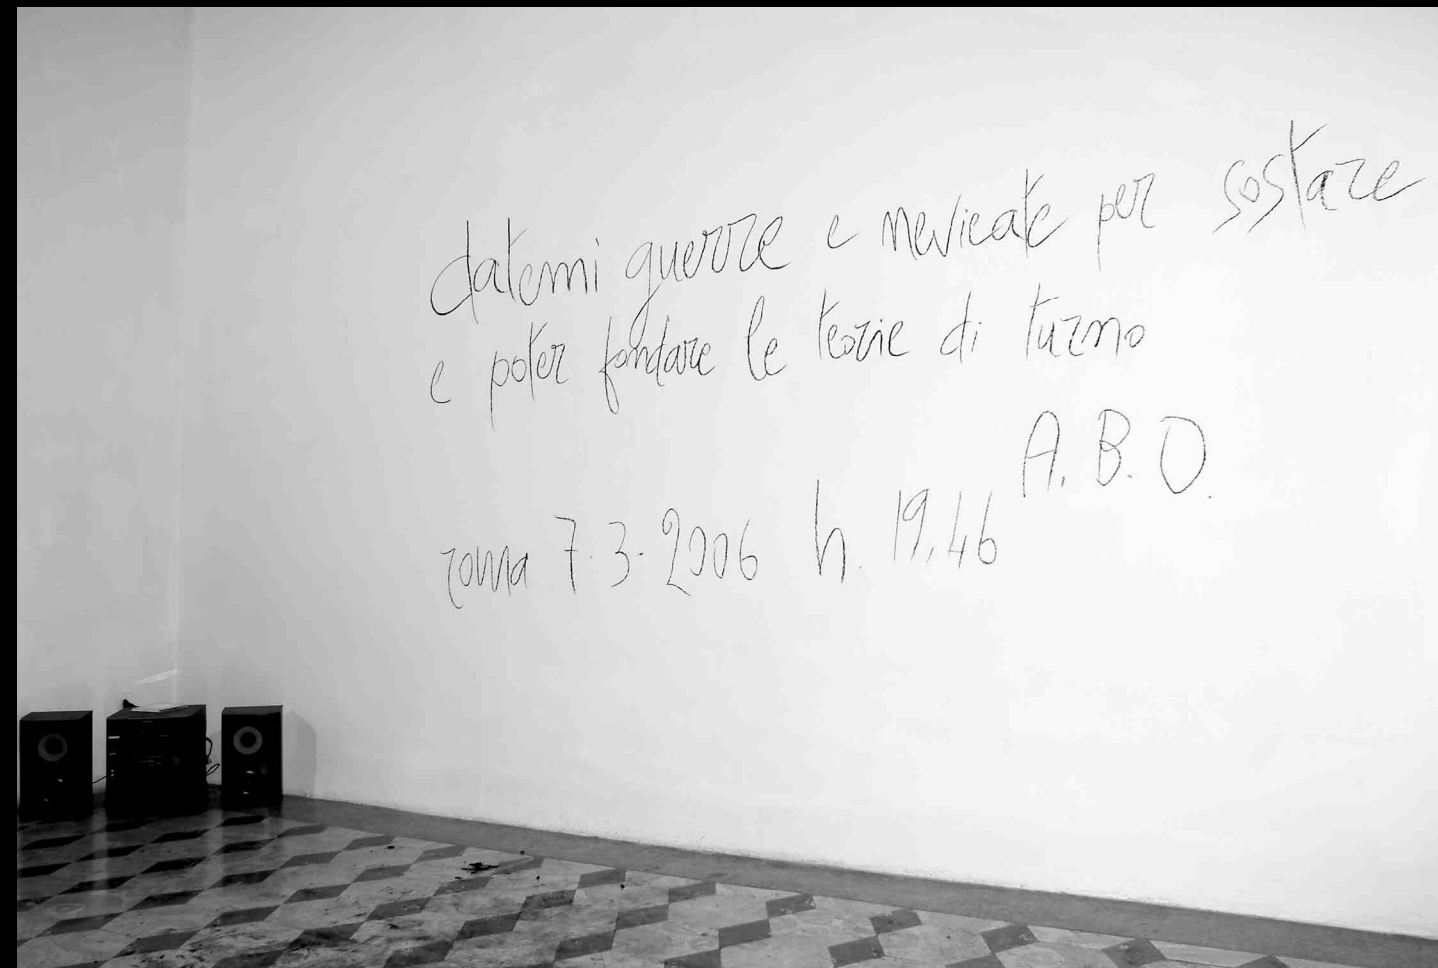 datemi guerre e nevicate per sostare
e poter fondare le teorie di turno
A. B. O.
roma 7.3.2006 h. 19,46